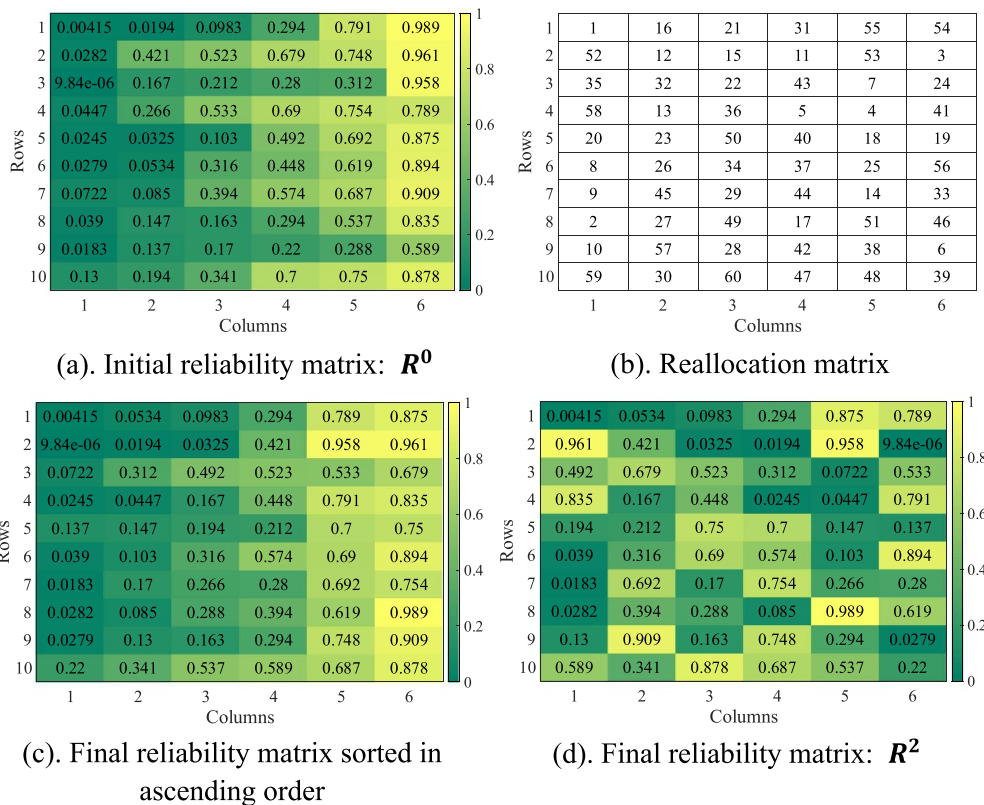 1 0.00415 0.0194 0.0983 0.294 0.791 0.989
2 0.0282 0.421 0.523 0.679 0.748 0.961
3 9.84e-06 0.167 0.212 0.28 0.312 0.958
4 0.0447 0.266 0.533 0.69 0.754 0.789
5 0.0245 0.0325 0.103 0.492 0.692 0.875
6 0.0279 0.0534 0.316 0.448 0.619 0.894
7 0.0722 0.085 0.394 0.574 0.687 0.909
8 0.039 0.147 0.163 0.294 0.537 0.835
9 0.0183 0.137 0.17 0.22 0.288 0.589
10 0.13 0.194 0.341 0.7 0.75 0.878
Rows
1 2 3 4 5 6
Columns
1
0.8
0.6
0.4
0.2
0
(a). Initial reliability matrix: R⁰
1 1 16 21 31 55 54
2 52 12 15 11 53 3
3 35 32 22 43 7 24
4 58 13 36 5 4 41
5 20 23 50 40 18 19
6 8 26 34 37 25 56
7 9 45 29 44 14 33
8 2 27 49 17 51 46
9 10 57 28 42 38 6
10 59 30 60 47 48 39
Rows
1 2 3 4 5 6
Columns
(b). Reallocation matrix
1 0.00415 0.0534 0.0983 0.294 0.789 0.875
2 9.84e-06 0.0194 0.0325 0.421 0.958 0.961
3 0.0722 0.312 0.492 0.523 0.533 0.679
4 0.0245 0.0447 0.167 0.448 0.791 0.835
5 0.137 0.147 0.194 0.212 0.7 0.75
6 0.039 0.103 0.316 0.574 0.69 0.894
7 0.0183 0.17 0.266 0.28 0.692 0.754
8 0.0282 0.085 0.288 0.394 0.619 0.989
9 0.0279 0.13 0.163 0.294 0.748 0.909
10 0.22 0.341 0.537 0.589 0.687 0.878
Rows
1 2 3 4 5 6
Columns
1
0.8
0.6
0.4
0.2
0
(c). Final reliability matrix sorted in
ascending order
1 0.00415 0.0534 0.0983 0.294 0.875 0.789
2 0.961 0.421 0.0325 0.0194 0.958 9.84e-06
3 0.492 0.679 0.523 0.312 0.0722 0.533
4 0.835 0.167 0.448 0.0245 0.0447 0.791
5 0.194 0.212 0.75 0.7 0.147 0.137
6 0.039 0.316 0.69 0.574 0.103 0.894
7 0.0183 0.692 0.17 0.754 0.266 0.28
8 0.0282 0.394 0.288 0.085 0.989 0.619
9 0.13 0.909 0.163 0.748 0.294 0.0279
10 0.589 0.341 0.878 0.687 0.537 0.22
Rows
1 2 3 4 5 6
Columns
1
0.8
0.6
0.4
0.2
0
(d). Final reliability matrix: R²